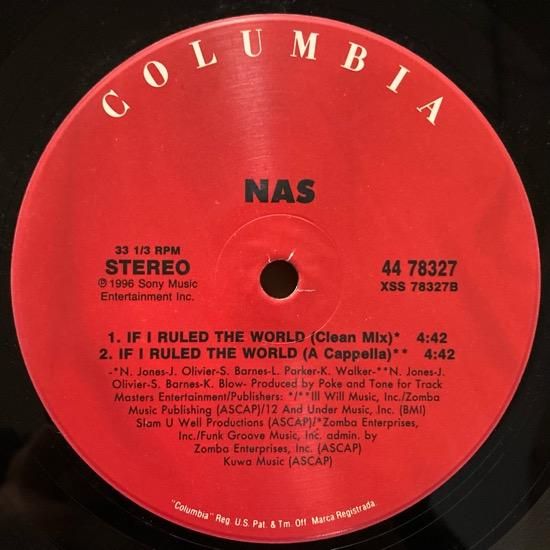 COLUMBIA
NAS
33 1/3 RPM
STEREO
℗ 1996 Sony Music
Entertainment Inc.
44 78327
XSS 78327B
1. IF I RULED THE WORLD (Clean Mix)* 4:42
2. IF I RULED THE WORLD (A Cappella)** 4:42
-*N. Jones-J. Olivier-S. Barnes-L. Parker-K. Walker-**N. Jones-J.
Olivier-S. Barnes-K. Blow- Produced by Poke and Tone for Track
Masters Entertainment/Publishers: */**Ill Will Music, Inc./Zomba
Music Publishing (ASCAP)/12 And Under Music, Inc. (BMI)
Slam U Well Productions (ASCAP)/*Zomba Enterprises,
Inc./Funk Groove Music, Inc. admin. by
Zomba Enterprises, Inc. (ASCAP)
Kuwa Music (ASCAP)
"Columbia" Reg. U.S. Pat. & Tm. Off. Marca Registrada.